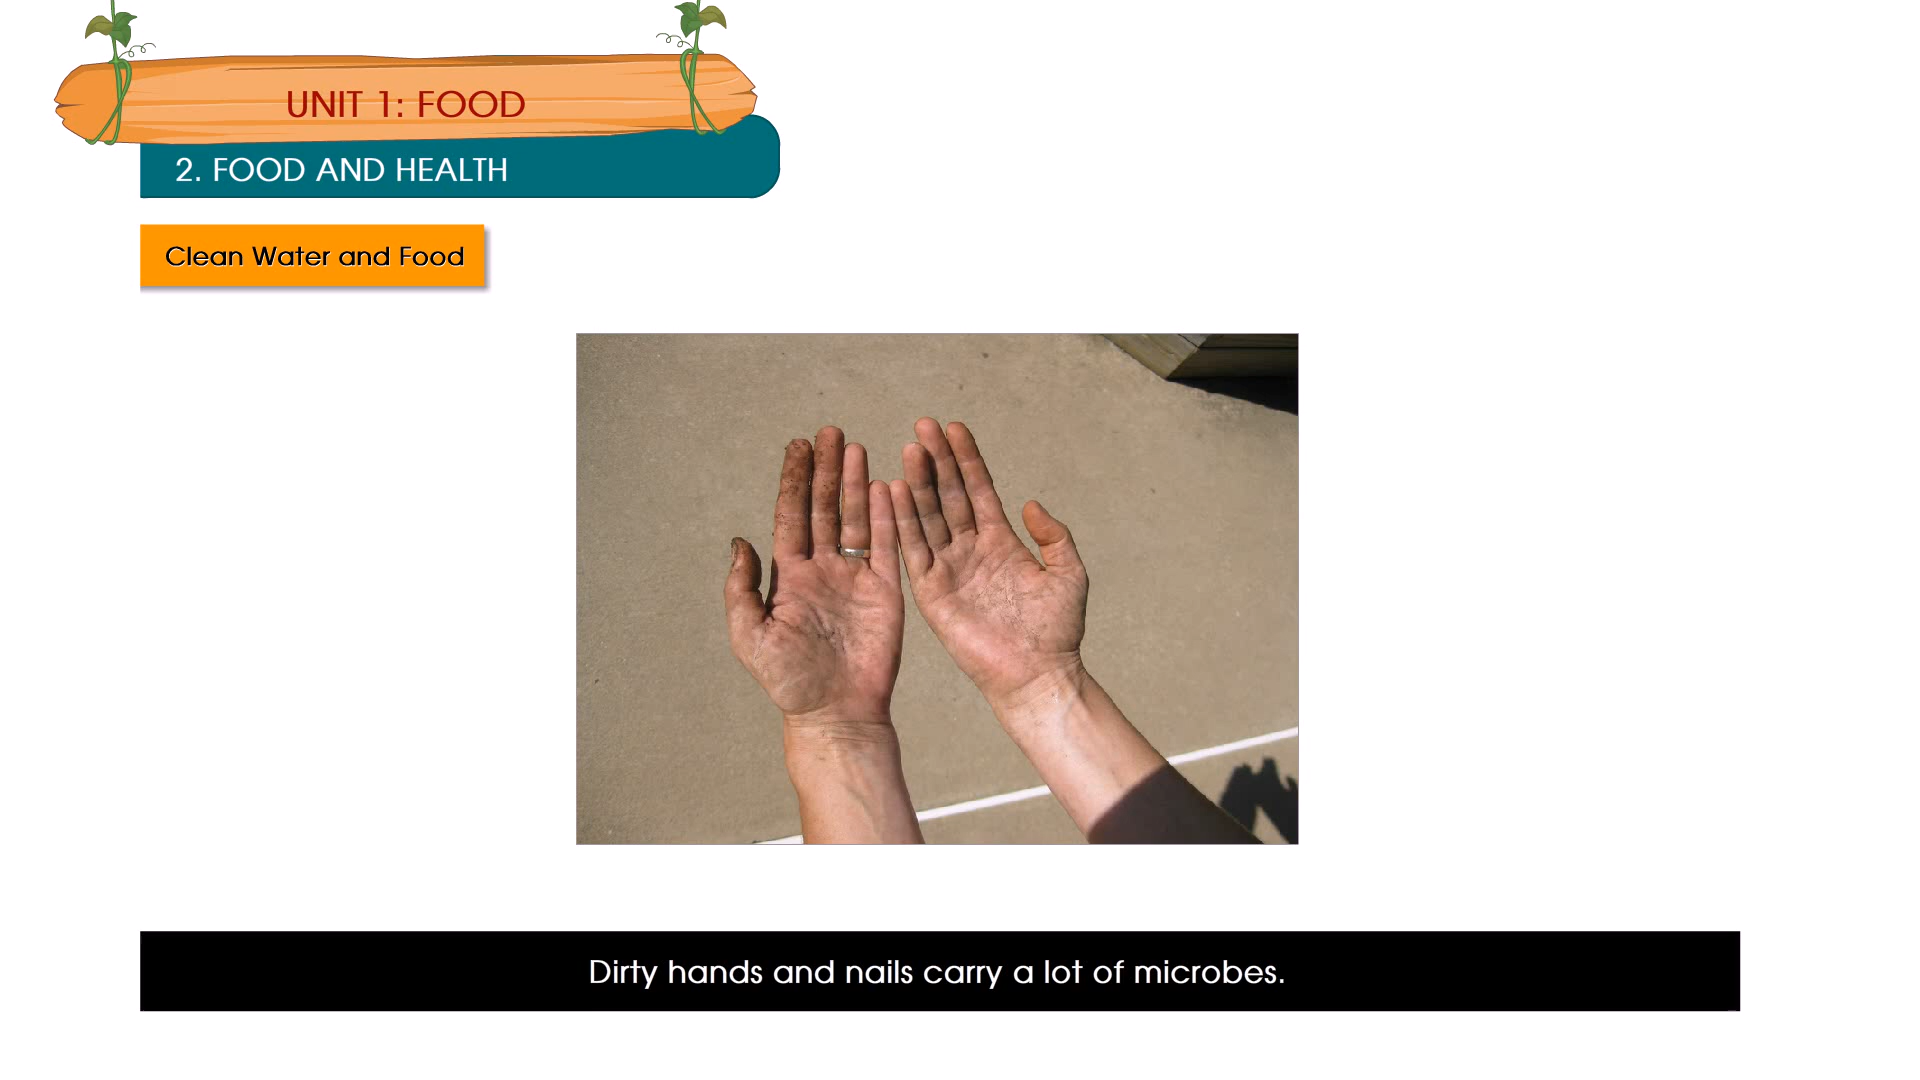 UNIT 1: FOOD
2. FOOD AND HEALTH
Clean Water and Food
Dirty hands and nails carry a lot of microbes.